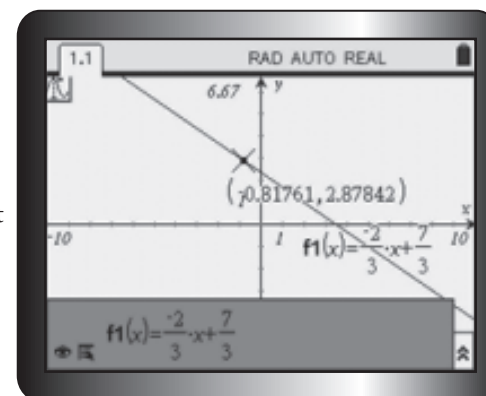 1.1 RAD AUTO REAL
6.67 y
(-0.81761,2.87842)
x
-10 1 10
f1(x)=-2/3·x+7/3
f1(x)=-2/3·x+7/3